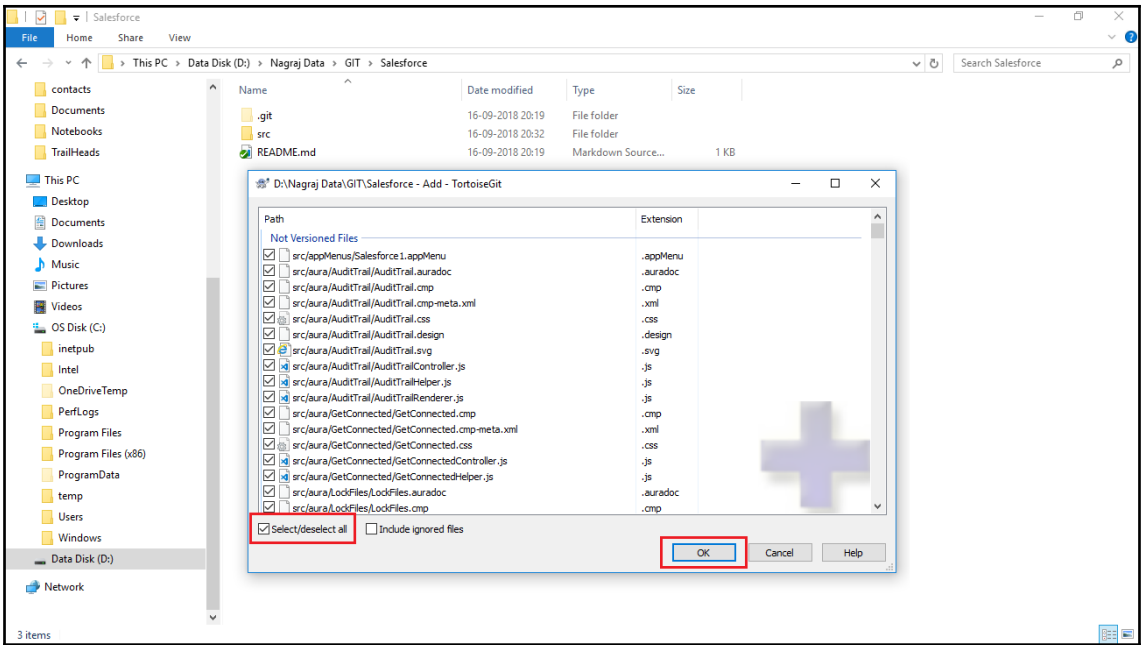 Salesforce
File Home Share View
This PC > Data Disk (D:) > Nagraj Data > GIT > Salesforce
Search Salesforce
contacts
Documents
Notebooks
TrailHeads
This PC
Desktop
Documents
Downloads
Music
Pictures
Videos
OS Disk (C:)
inetpub
Intel
OneDriveTemp
PerfLogs
Program Files
Program Files (x86)
ProgramData
temp
Users
Windows
Data Disk (D:)
Network
Name Date modified Type Size
.git 16-09-2018 20:19 File folder
src 16-09-2018 20:32 File folder
README.md 16-09-2018 20:19 Markdown Source... 1 KB
D:\Nagraj Data\GIT\Salesforce - Add - TortoiseGit
Path Extension
Not Versioned Files
src/appMenus/Salesforce1.appMenu .appMenu
src/aura/AuditTrail/AuditTrail.auradoc .auradoc
src/aura/AuditTrail/AuditTrail.cmp .cmp
src/aura/AuditTrail/AuditTrail.cmp-meta.xml .xml
src/aura/AuditTrail/AuditTrail.css .css
src/aura/AuditTrail/AuditTrail.design .design
src/aura/AuditTrail/AuditTrail.svg .svg
src/aura/AuditTrail/AuditTrailController.js .js
src/aura/AuditTrail/AuditTrailHelper.js .js
src/aura/AuditTrail/AuditTrailRenderer.js .js
src/aura/GetConnected/GetConnected.cmp .cmp
src/aura/GetConnected/GetConnected.cmp-meta.xml .xml
src/aura/GetConnected/GetConnected.css .css
src/aura/GetConnected/GetConnectedController.js .js
src/aura/GetConnected/GetConnectedHelper.js .js
src/aura/LockFiles/LockFiles.auradoc .auradoc
src/aura/LockFiles/LockFiles.cmp .cmp
Select/deselect all Include ignored files
OK Cancel Help
3 items